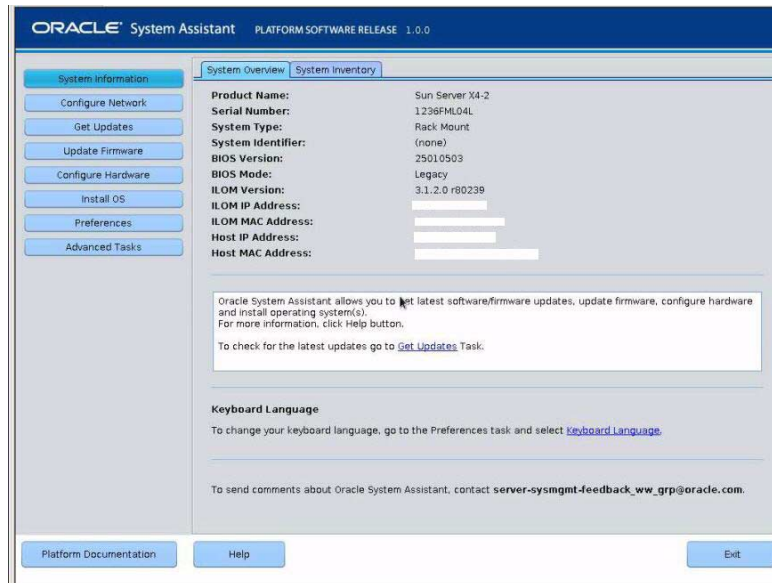 ORACLE System Assistant PLATFORM SOFTWARE RELEASE 1.0.0
System Information
Configure Network
Get Updates
Update Firmware
Configure Hardware
Install OS
Preferences
Advanced Tasks
System Overview System Inventory
Product Name: Sun Server X4-2
Serial Number: 1236FML04L
System Type: Rack Mount
System Identifier: (none)
BIOS Version: 25010503
BIOS Mode: Legacy
ILOM Version: 3.1.2.0 r80239
ILOM IP Address:
ILOM MAC Address:
Host IP Address:
Host MAC Address:
Oracle System Assistant allows you to get latest software/firmware updates, update firmware, configure hardware
and install operating system(s).
For more information, click Help button.
To check for the latest updates go to Get Updates Task.
Keyboard Language
To change your keyboard language, go to the Preferences task and select Keyboard Language.
To send comments about Oracle System Assistant, contact server-sysmgmt-feedback_ww_grp@oracle.com.
Platform Documentation Help Exit